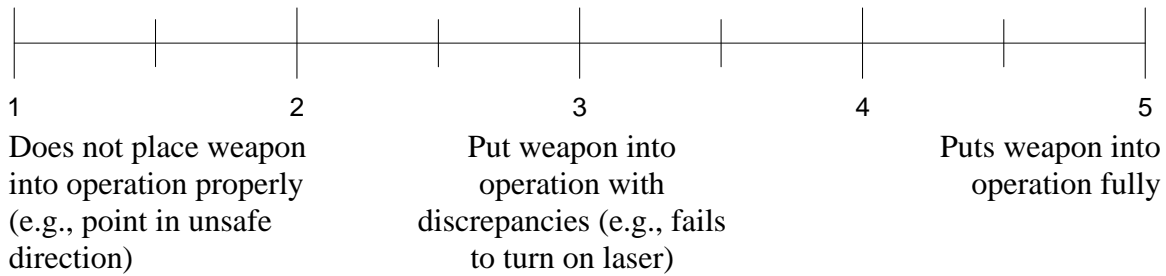 1 2 3 4 5
Does not place weapon
into operation properly
(e.g., point in unsafe
direction)
Put weapon into
operation with
discrepancies (e.g., fails
to turn on laser)
Puts weapon into
operation fully